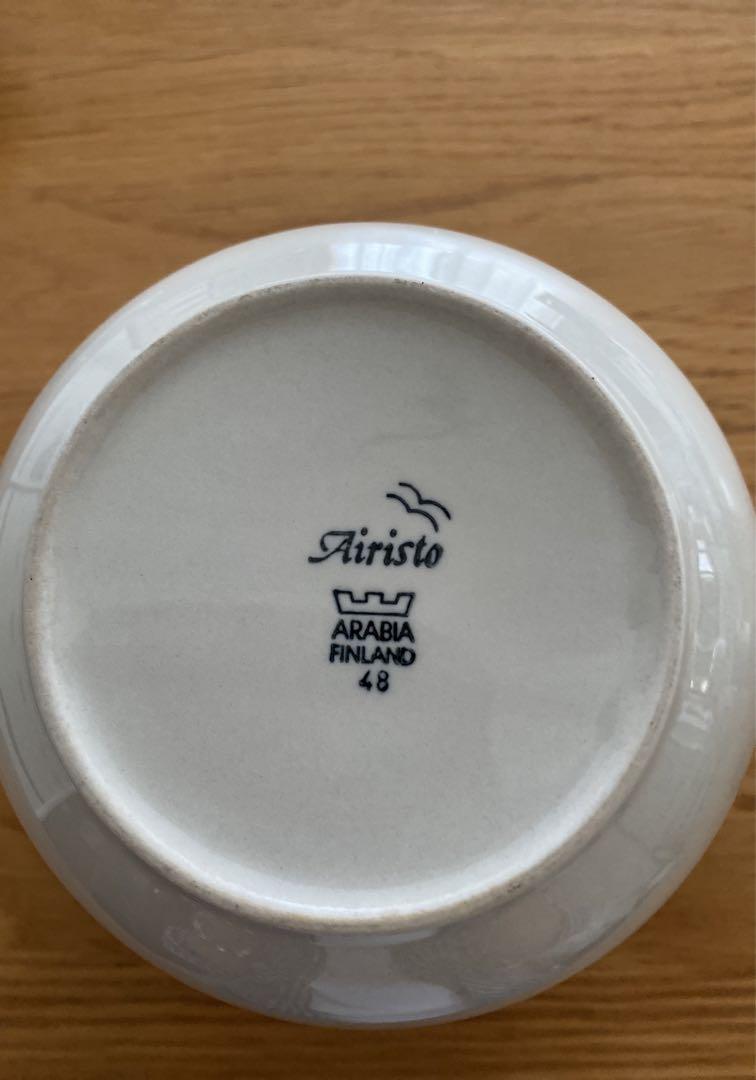 Airisto
ARABIA
FINLAND
48